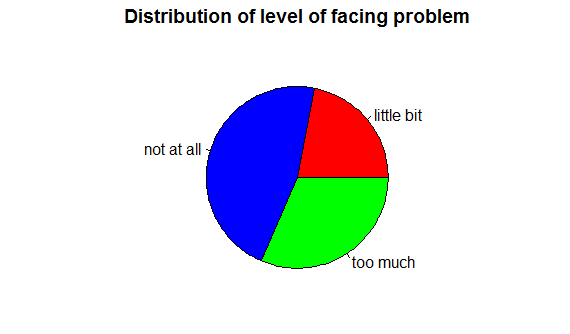 Distribution of level of facing problem
little bit
not at all
too much